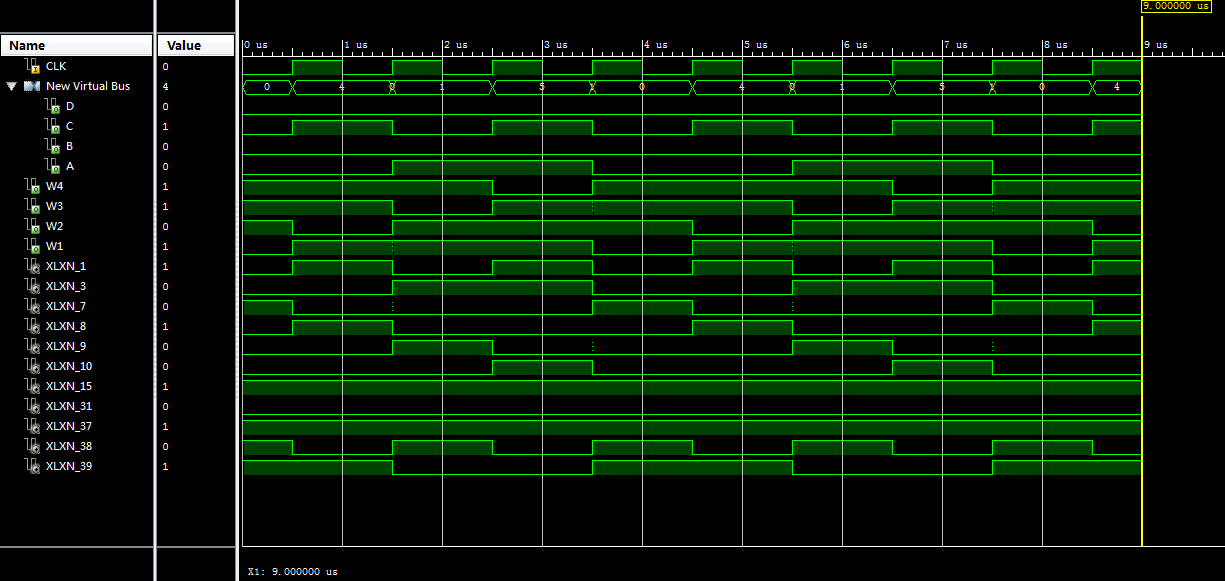 9.000000 us
Name Value
0 us 1 us 2 us 3 us 4 us 5 us 6 us 7 us 8 us 9 us
CLK 0
New Virtual Bus 4 0 4 0 1 5 1 0 4 0 1 5 1 0 4
D 0
C 1
B 0
A 0
W4 1
W3 1
W2 0
W1 1
XLXN_1 1
XLXN_3 0
XLXN_7 0
XLXN_8 1
XLXN_9 0
XLXN_10 0
XLXN_15 1
XLXN_31 0
XLXN_37 1
XLXN_38 0
XLXN_39 1
X1: 9.000000 us